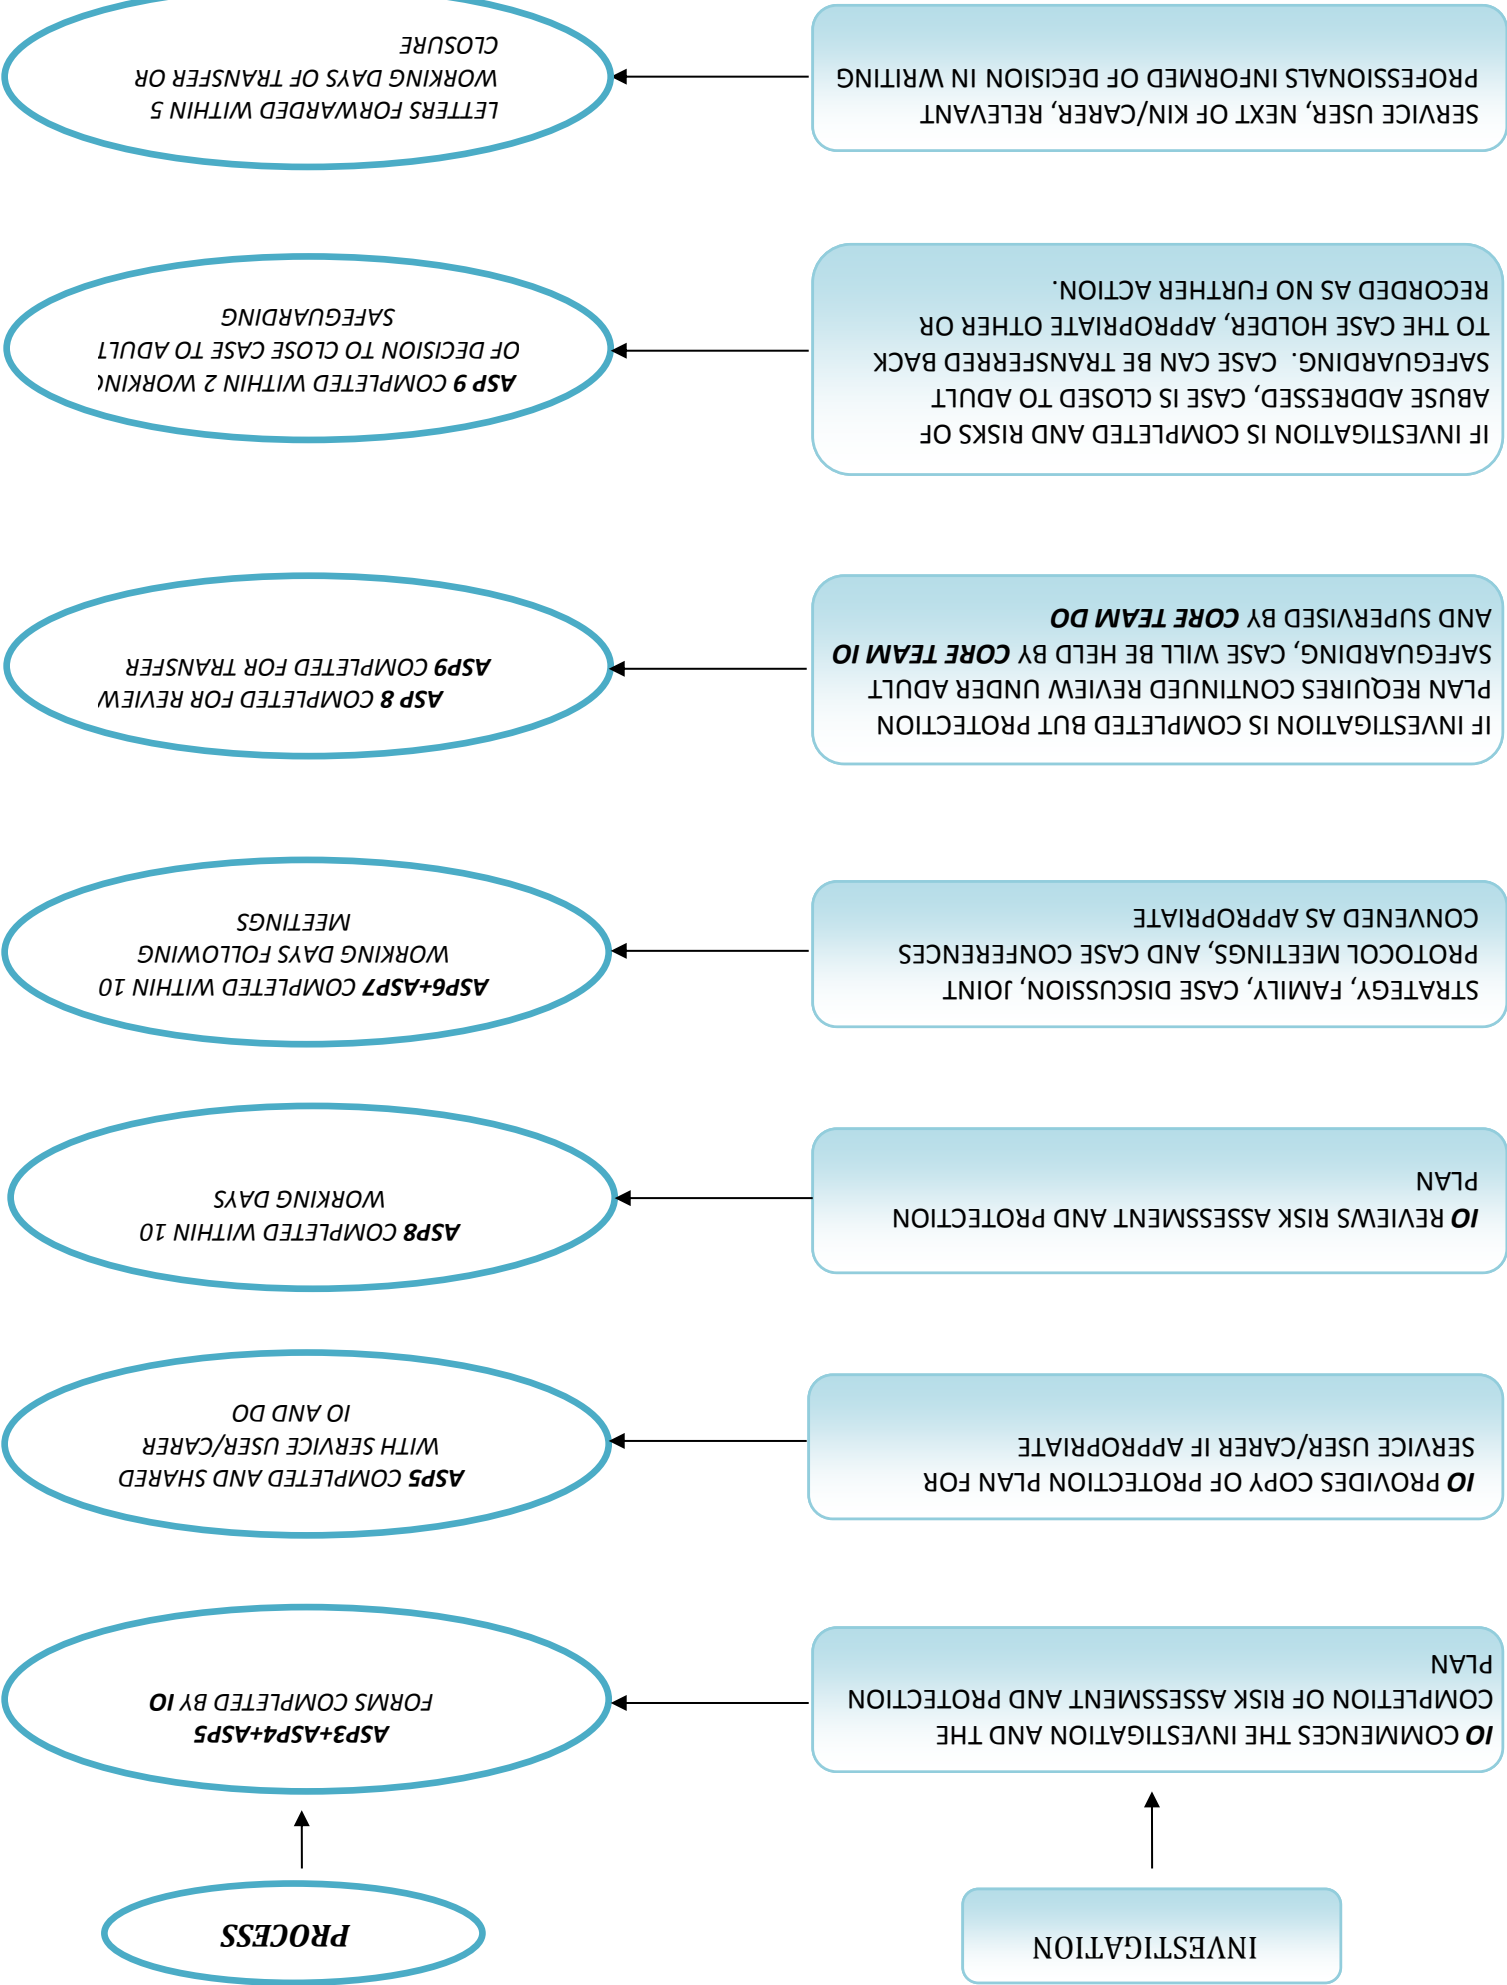 INVESTIGATION
PROCESS
IO COMMENCES THE INVESTIGATION AND THE
COMPLETION OF RISK ASSESSMENT AND PROTECTION
PLAN
ASP3+ASP4+ASP5
FORMS COMPLETED BY IO
IO PROVIDES COPY OF PROTECTION PLAN FOR
SERVICE USER/CARER IF APPROPRIATE
ASP5 COMPLETED AND SHARED
WITH SERVICE USER/CARER
IO AND DO
IO REVIEWS RISK ASSESSMENT AND PROTECTION
PLAN
ASP8 COMPLETED WITHIN 10
WORKING DAYS
STRATEGY, FAMILY, CASE DISCUSSION, JOINT
PROTOCOL MEETINGS, AND CASE CONFERENCES
CONVENED AS APPROPRIATE
ASP6+ASP7 COMPLETED WITHIN 10
WORKING DAYS FOLLOWING
MEETINGS
IF INVESTIGATION IS COMPLETED BUT PROTECTION
PLAN REQUIRES CONTINUED REVIEW UNDER ADULT
SAFEGUARDING, CASE WILL BE HELD BY CORE TEAM IO
AND SUPERVISED BY CORE TEAM DO
ASP 8 COMPLETED FOR REVIEW
ASP9 COMPLETED FOR TRANSFER
IF INVESTIGATION IS COMPLETED AND RISKS OF
ABUSE ADDRESSED, CASE IS CLOSED TO ADULT
SAFEGUARDING. CASE CAN BE TRANSFERRED BACK
TO THE CASE HOLDER, APPROPRIATE OTHER OR
RECORDED AS NO FURTHER ACTION.
ASP 9 COMPLETED WITHIN 2 WORKING
OF DECISION TO CLOSE CASE TO ADULT
SAFEGUARDING
SERVICE USER, NEXT OF KIN/CARER, RELEVANT
PROFESSIONALS INFORMED OF DECISION IN WRITING
LETTERS FORWARDED WITHIN 5
WORKING DAYS OF TRANSFER OR
CLOSURE